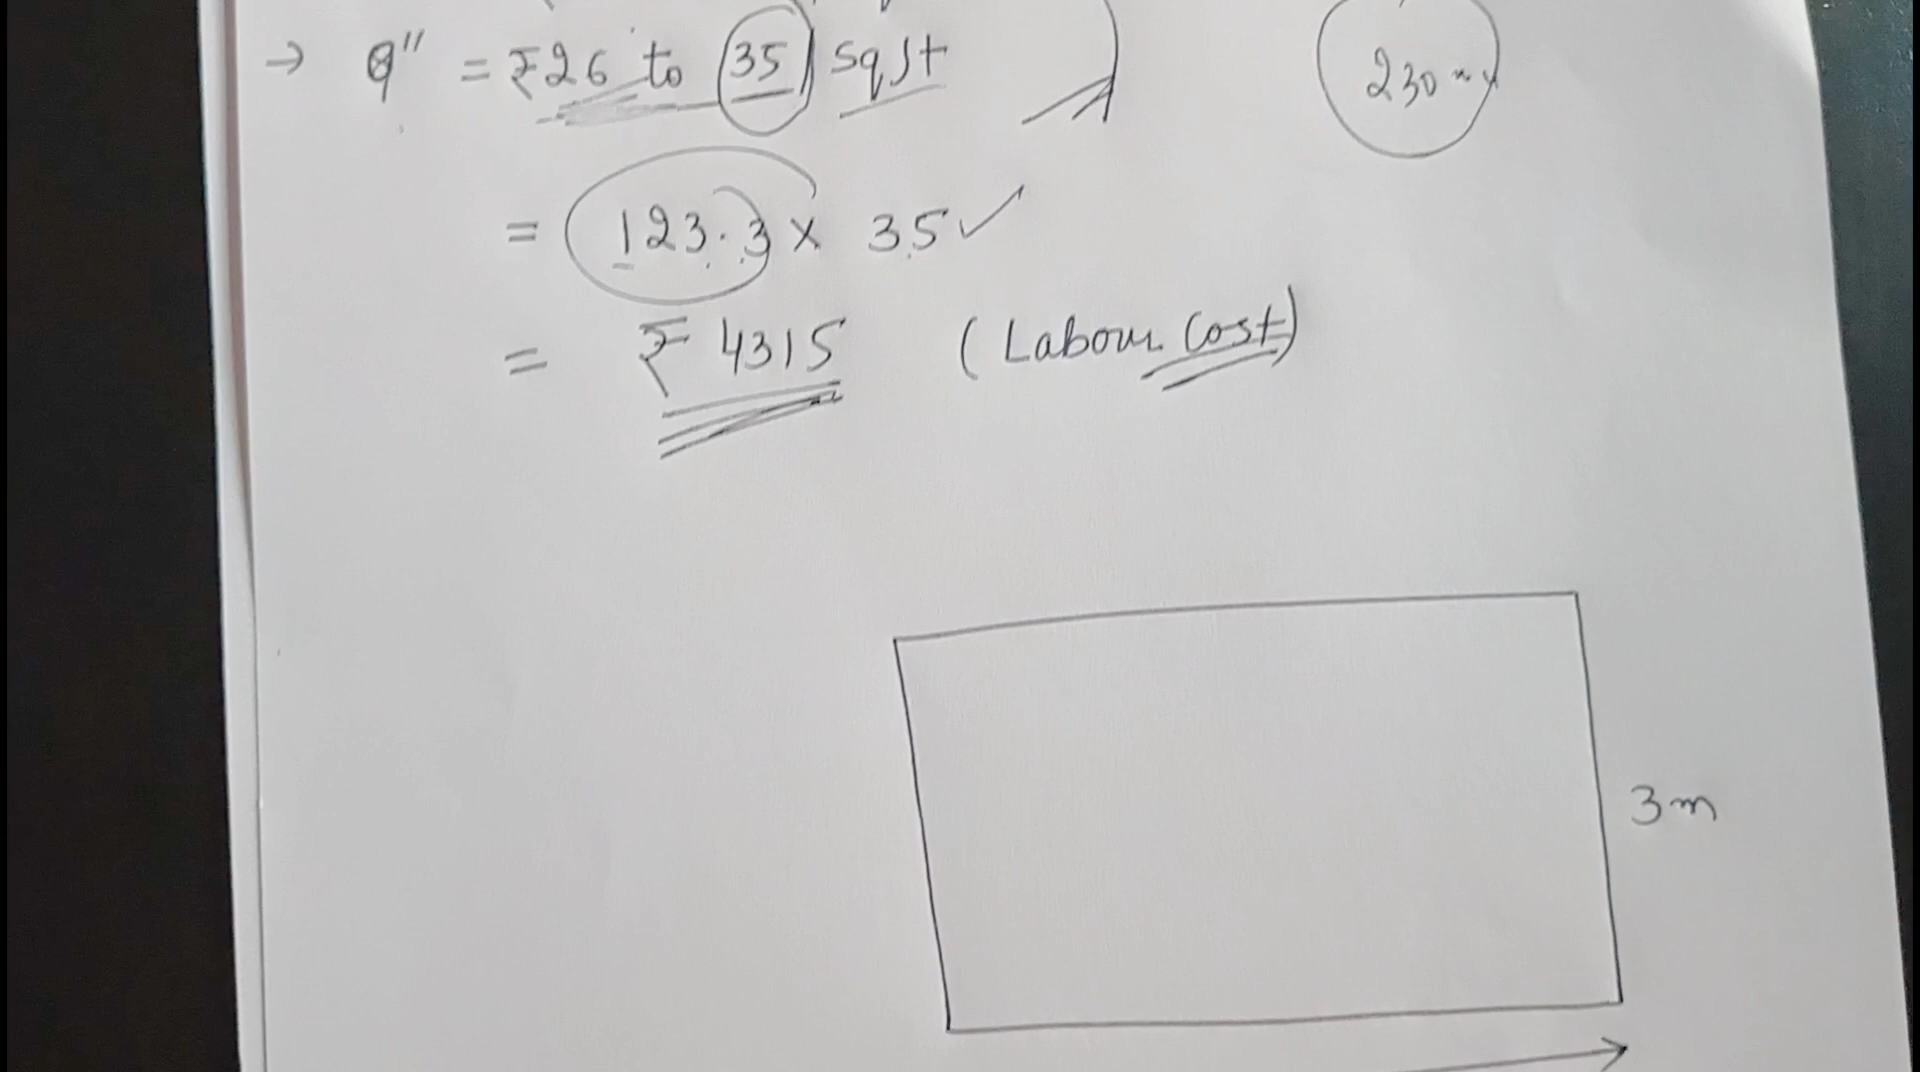 → 9" = ₹26 to 35 sqft
230
= 123.3 × 35 ✓
= ₹ 4315 (Labour Cost)
3m